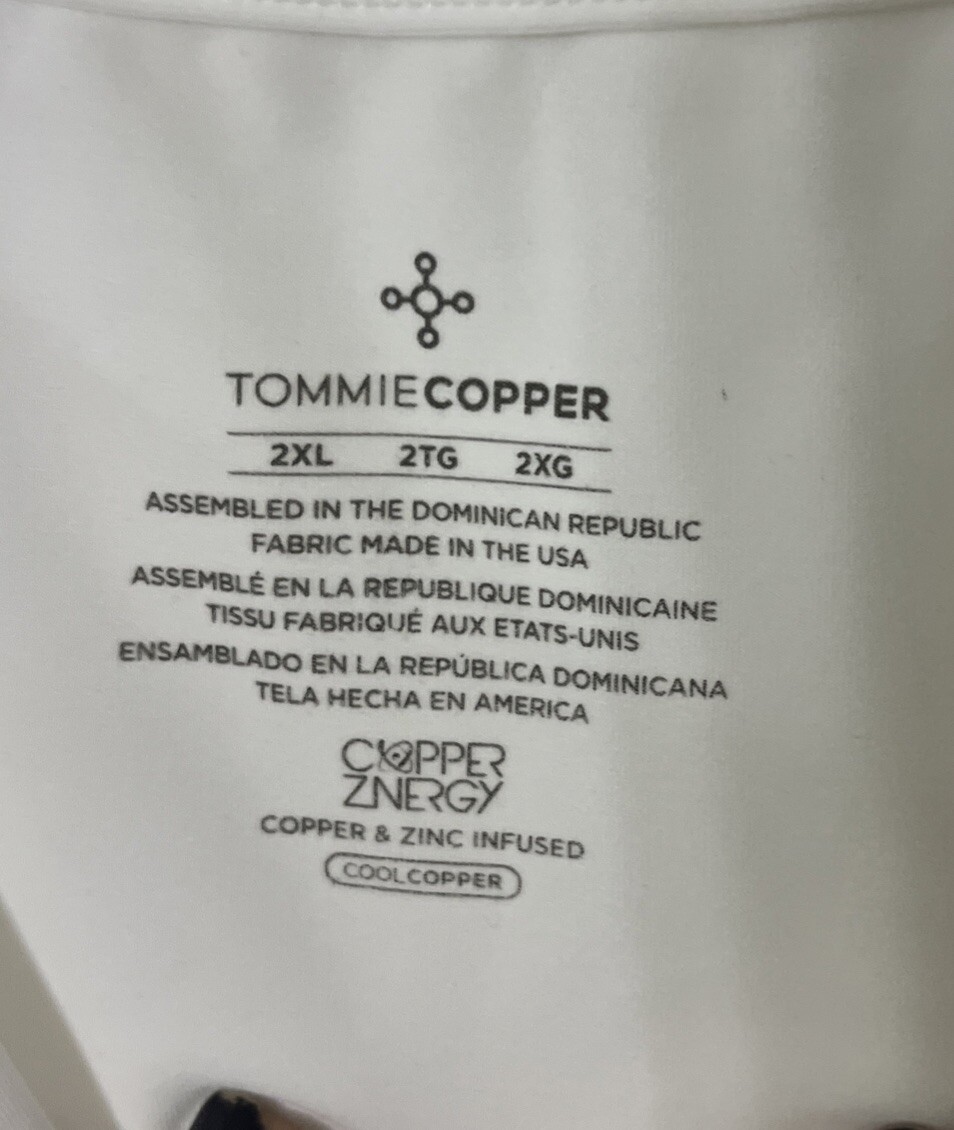 TOMMIECOPPER
2XL 2TG 2XG
ASSEMBLED IN THE DOMINICAN REPUBLIC
FABRIC MADE IN THE USA
ASSEMBLÉ EN LA REPUBLIQUE DOMINICAINE
TISSU FABRIQUÉ AUX ETATS-UNIS
ENSAMBLADO EN LA REPÚBLICA DOMINICANA
TELA HECHA EN AMERICA
COPPER
ZNERGY
COPPER & ZINC INFUSED
COOLCOPPER